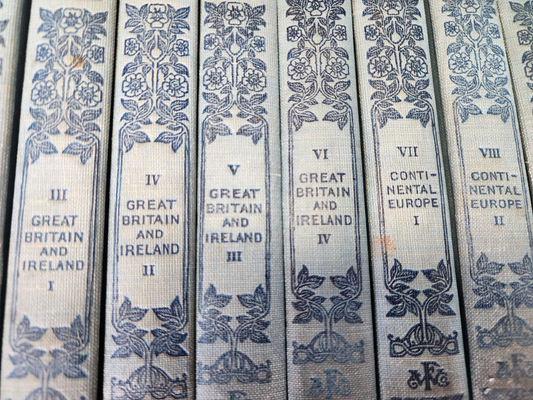 III
GREAT
BRITAIN
AND
IRELAND
I
IV
GREAT
BRITAIN
AND
IRELAND
II
V
GREAT
BRITAIN
AND
IRELAND
III
VI
GREAT
BRITAIN
AND
IRELAND
IV
VII
CONTI-
NENTAL
EUROPE
I
VIII
CONTI-
NENTAL
EUROPE
II